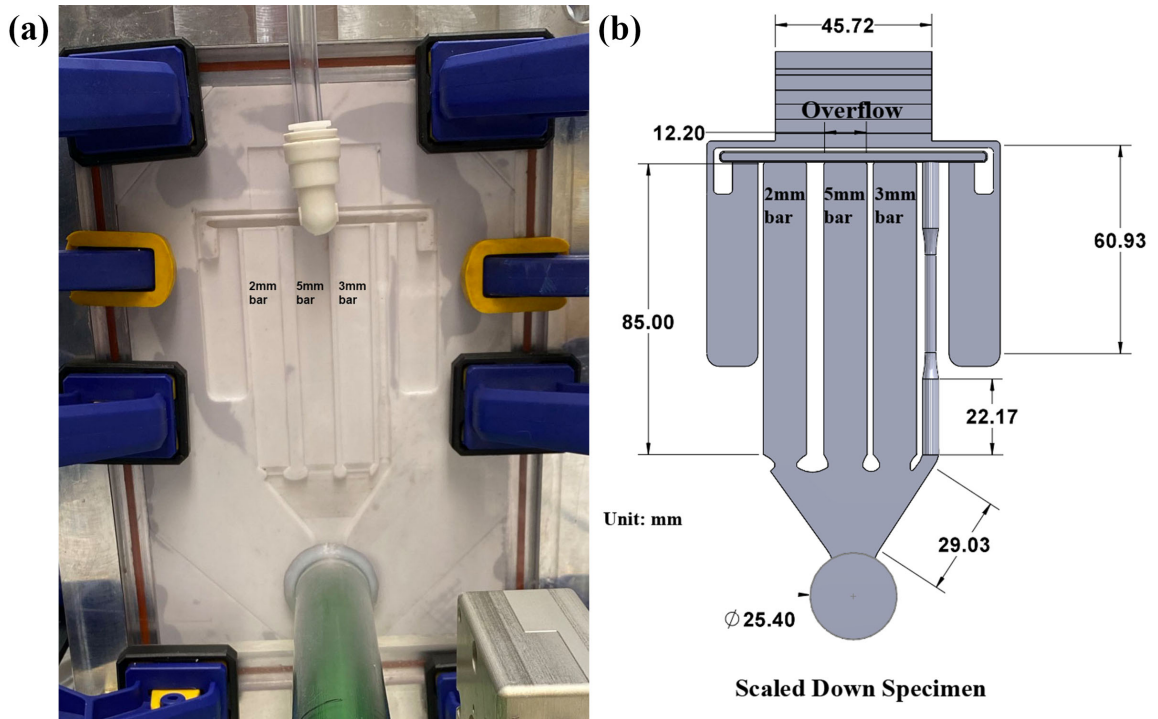 (a)
2mm
bar
5mm
bar
3mm
bar
(b)
45.72
Overflow
12.20
2mm
bar
5mm
bar
3mm
bar
60.93
85.00
22.17
Unit: mm
29.03
∅25.40
Scaled Down Specimen